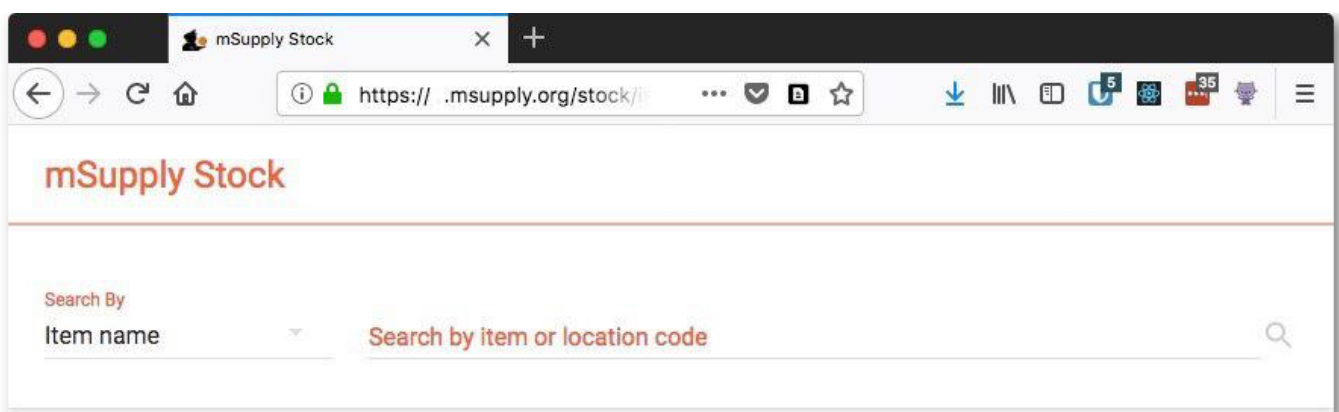 mSupply Stock
https:// .msupply.org/stock/
5
35
mSupply Stock
Search By
Item name
Search by item or location code